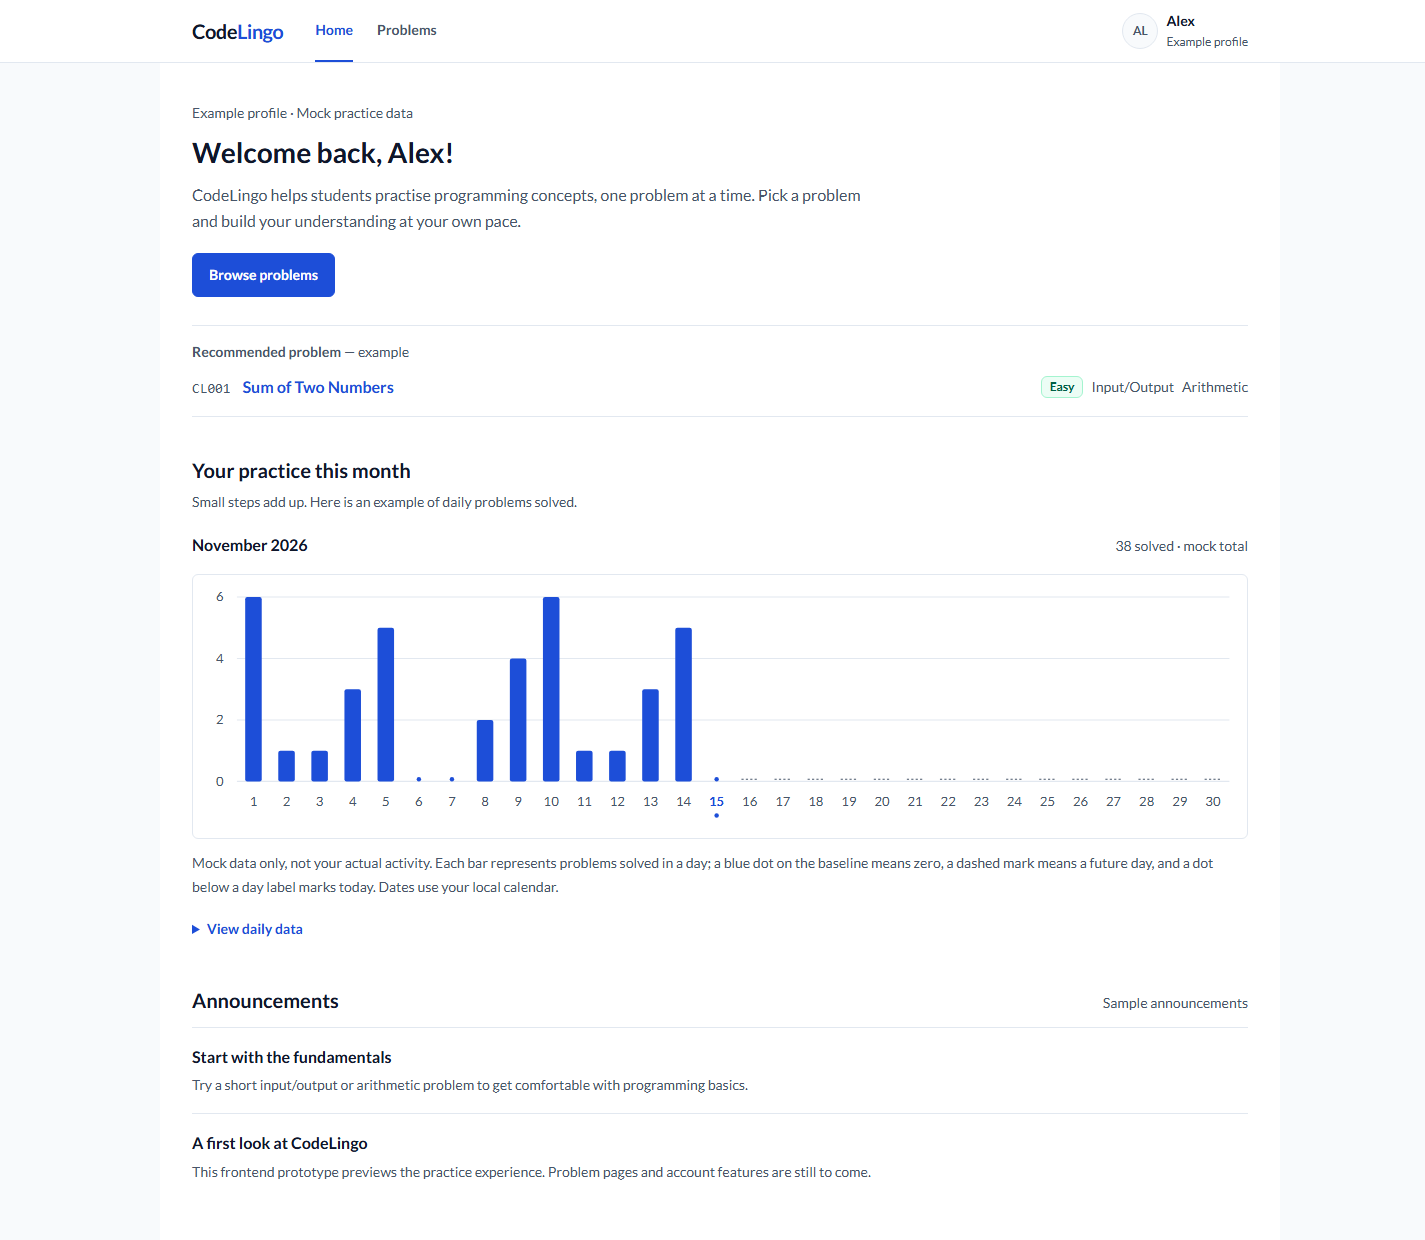 CodeLingo
Home
Problems
AL
Alex
Example profile
Example profile · Mock practice data
Welcome back, Alex!
CodeLingo helps students practise programming concepts, one problem at a time. Pick a problem
and build your understanding at your own pace.
Browse problems
Recommended problem — example
CL001 Sum of Two Numbers
Easy Input/Output Arithmetic
Your practice this month
Small steps add up. Here is an example of daily problems solved.
November 2026
38 solved · mock total
6
4
2
0
1 2 3 4 5 6 7 8 9 10 11 12 13 14 15 16 17 18 19 20 21 22 23 24 25 26 27 28 29 30
Mock data only, not your actual activity. Each bar represents problems solved in a day; a blue dot on the baseline means zero, a dashed mark means a future day, and a dot
below a day label marks today. Dates use your local calendar.
View daily data
Announcements
Sample announcements
Start with the fundamentals
Try a short input/output or arithmetic problem to get comfortable with programming basics.
A first look at CodeLingo
This frontend prototype previews the practice experience. Problem pages and account features are still to come.